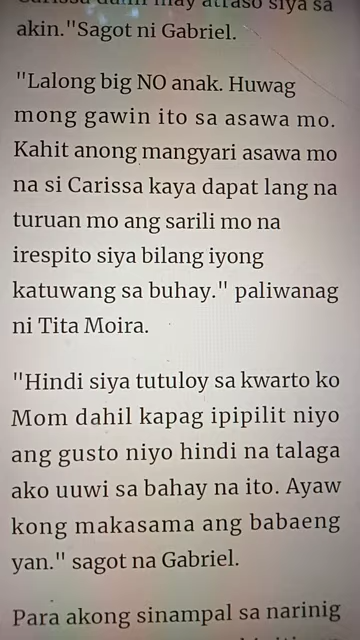 may atraso siya sa
akin."Sagot ni Gabriel.
"Lalong big NO anak. Huwag
mong gawin ito sa asawa mo.
Kahit anong mangyari asawa mo
na si Carissa kaya dapat lang na
turuan mo ang sarili mo na
irespito siya bilang iyong
katuwang sa buhay." paliwanag
ni Tita Moira.
"Hindi siya tutuloy sa kwarto ko
Mom dahil kapag ipipilit niyo
ang gusto niyo hindi na talaga
ako uuwi sa bahay na ito. Ayaw
kong makasama ang babaeng
yan." sagot na Gabriel.
Para akong sinampal sa narinig